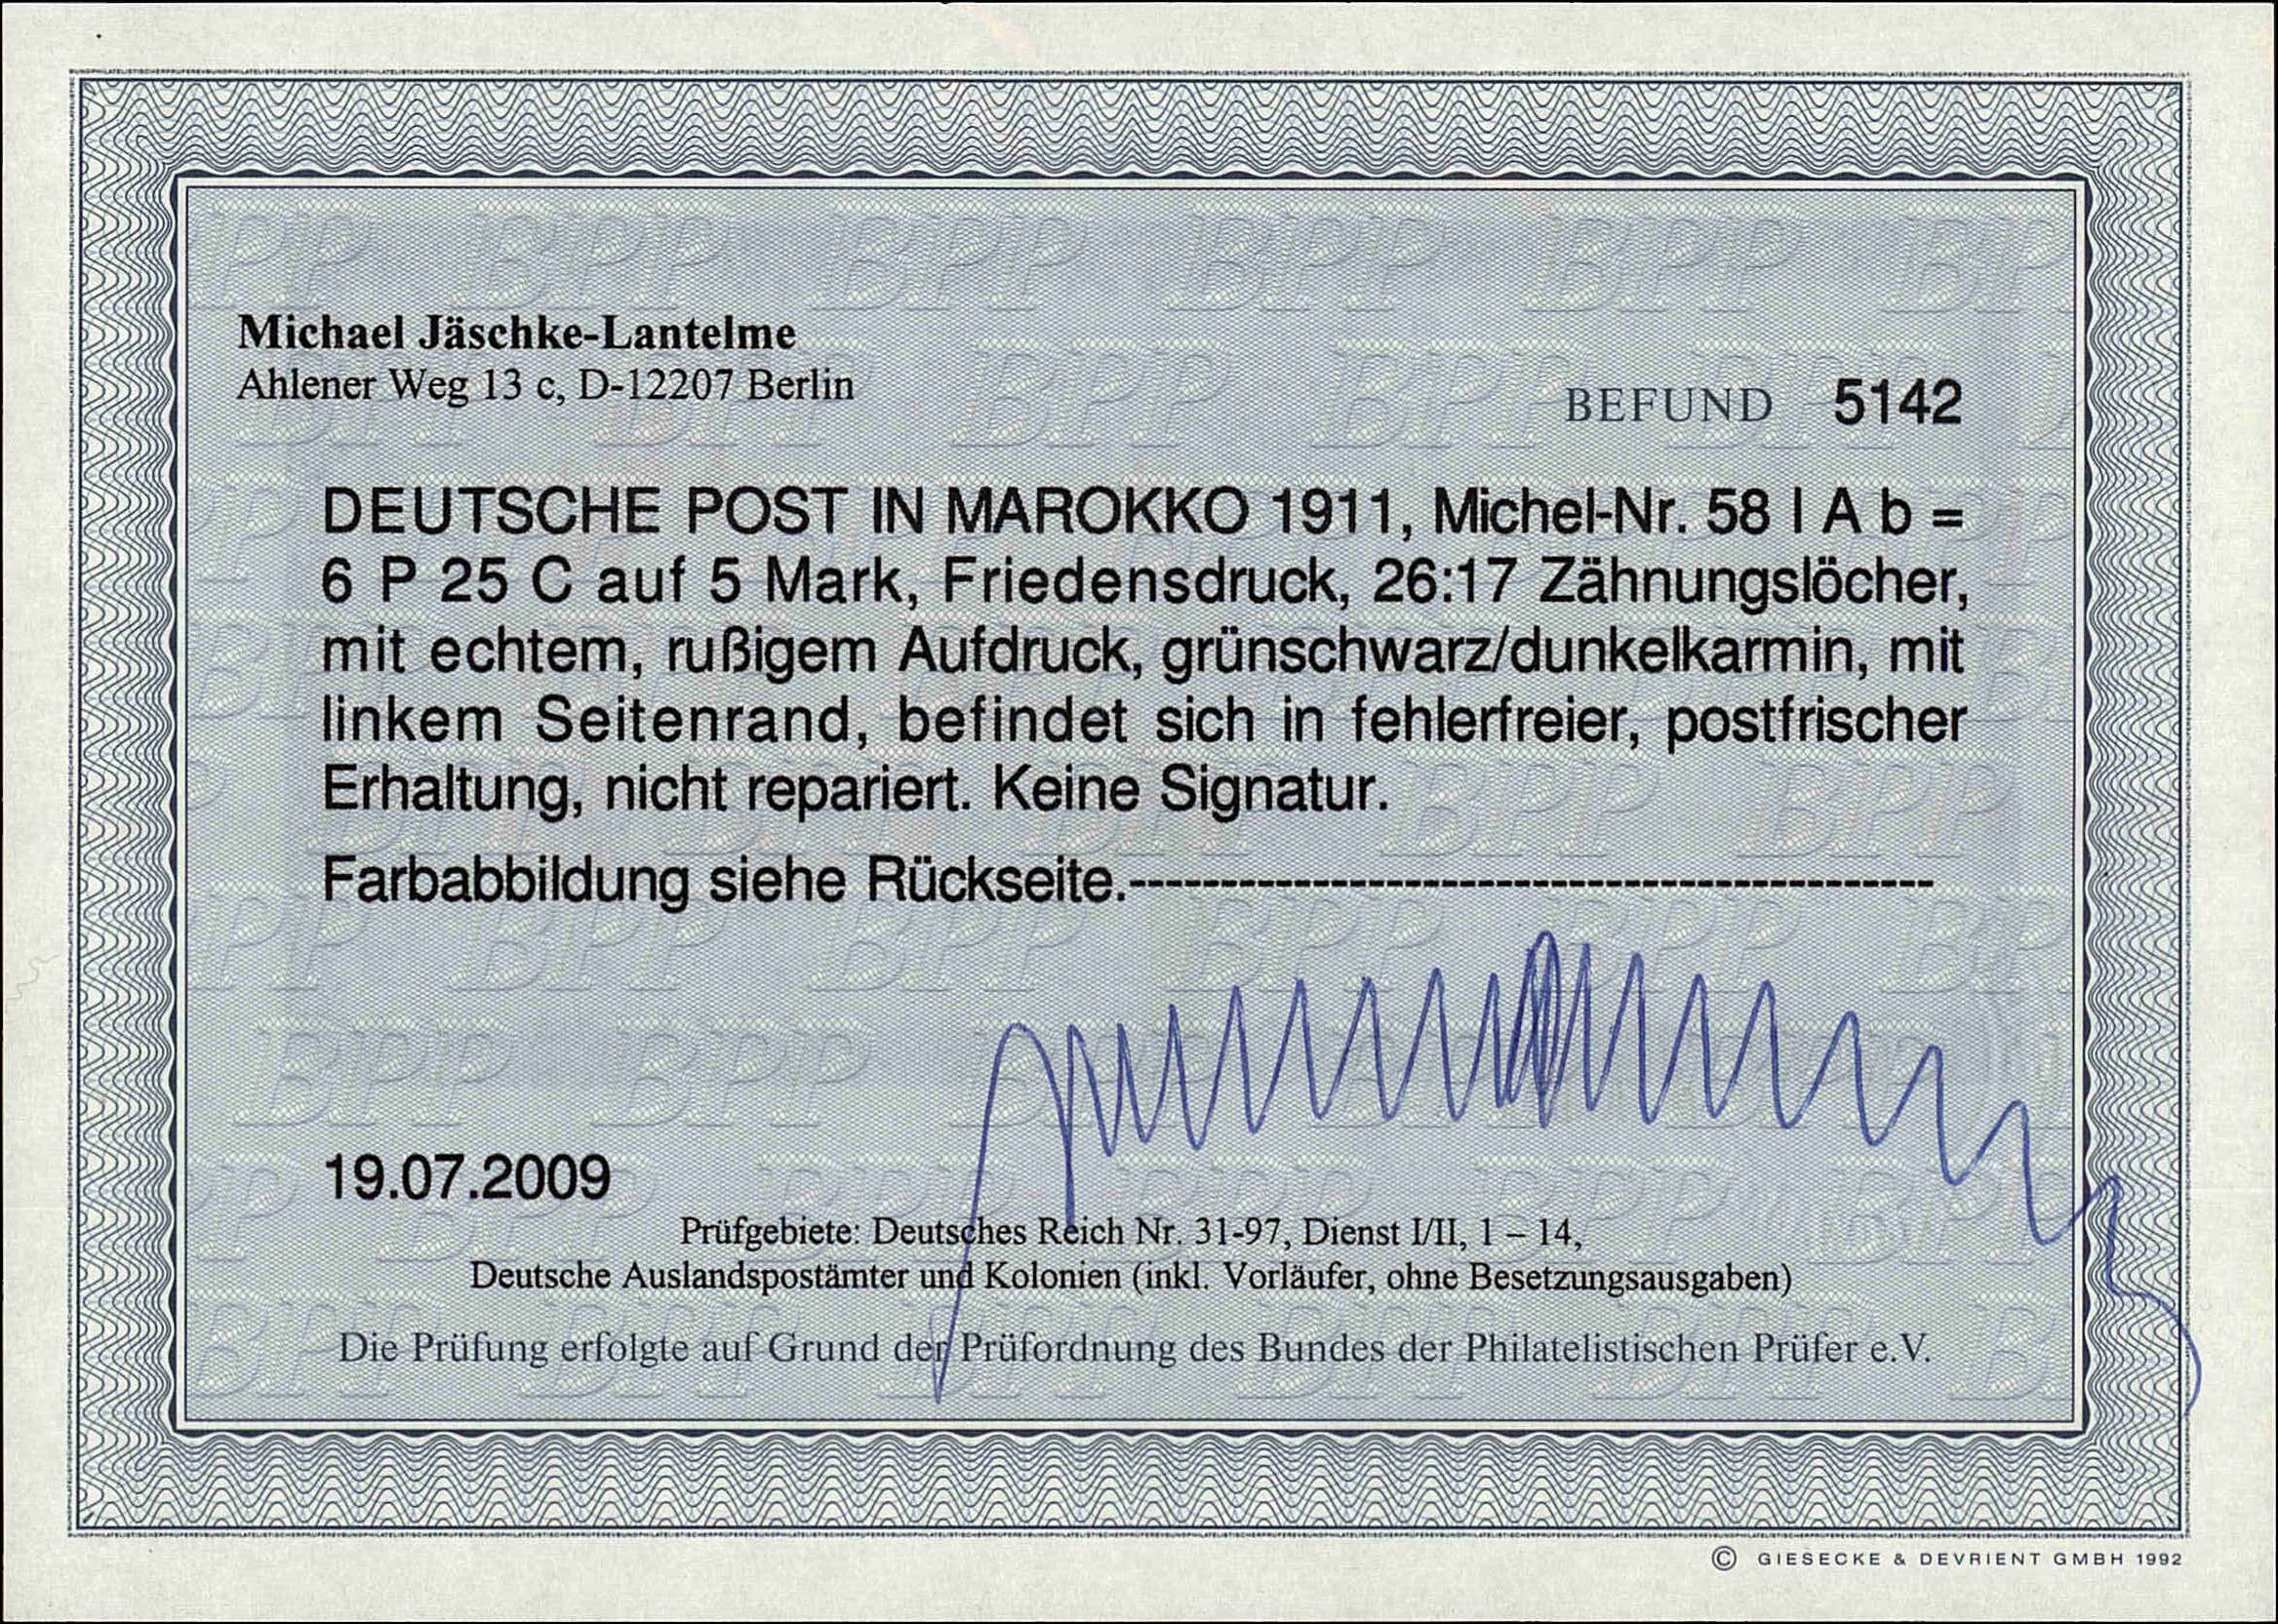 Michael Jäschke-Lantelme
Ahlener Weg 13 c, D-12207 Berlin
BEFUND 5142
DEUTSCHE POST IN MAROKKO 1911, Michel-Nr. 58 I A b =
6 P 25 C auf 5 Mark, Friedensdruck, 26:17 Zähnungslöcher,
mit echtem, rußigem Aufdruck, grünschwarz/dunkelkarmin, mit
linkem Seitenrand, befindet sich in fehlerfreier, postfrischer
Erhaltung, nicht repariert. Keine Signatur.
Farbabbildung siehe Rückseite.--------------------------------------------
19.07.2009
Prüfgebiete: Deutsches Reich Nr. 31-97, Dienst I/II, 1 – 14,
Deutsche Auslandspostämter und Kolonien (inkl. Vorläufer, ohne Besetzungsausgaben)
Die Prüfung erfolgte auf Grund der Prüfordnung des Bundes der Philatelistischen Prüfer e.V.
© GIESECKE & DEVRIENT GMBH 1992